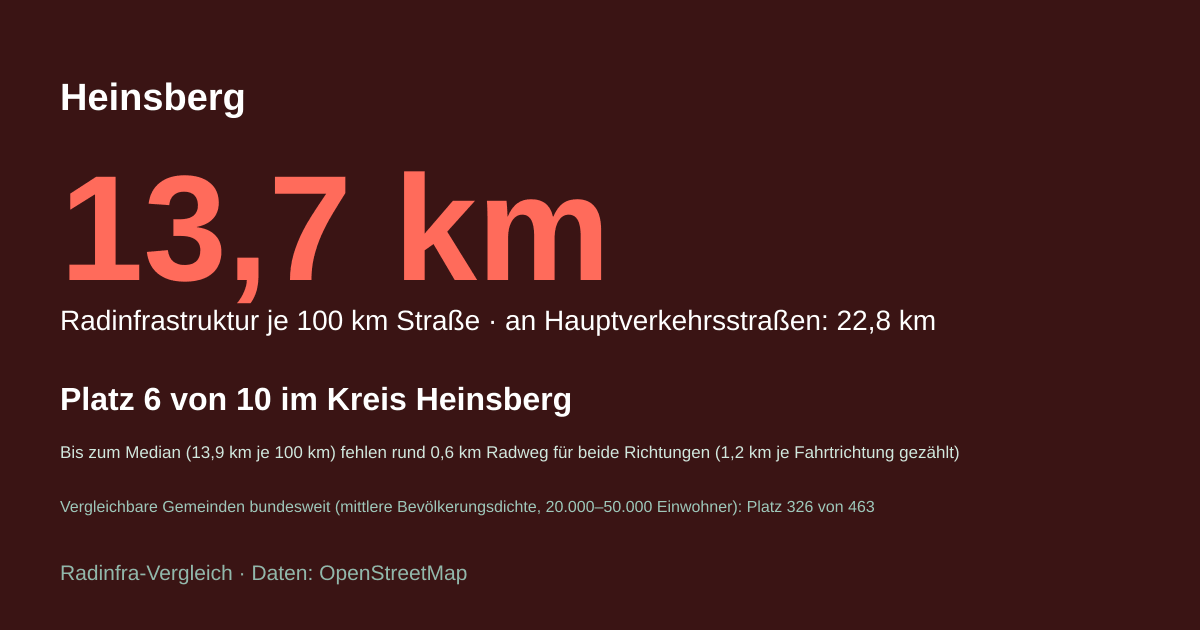 Heinsberg
13,7 km
Radinfrastruktur je 100 km Straße · an Hauptverkehrsstraßen: 22,8 km
Platz 6 von 10 im Kreis Heinsberg
Bis zum Median (13,9 km je 100 km) fehlen rund 0,6 km Radweg für beide Richtungen (1,2 km je Fahrtrichtung gezählt)
Vergleichbare Gemeinden bundesweit (mittlere Bevölkerungsdichte, 20.000–50.000 Einwohner): Platz 326 von 463
Radinfra-Vergleich · Daten: OpenStreetMap